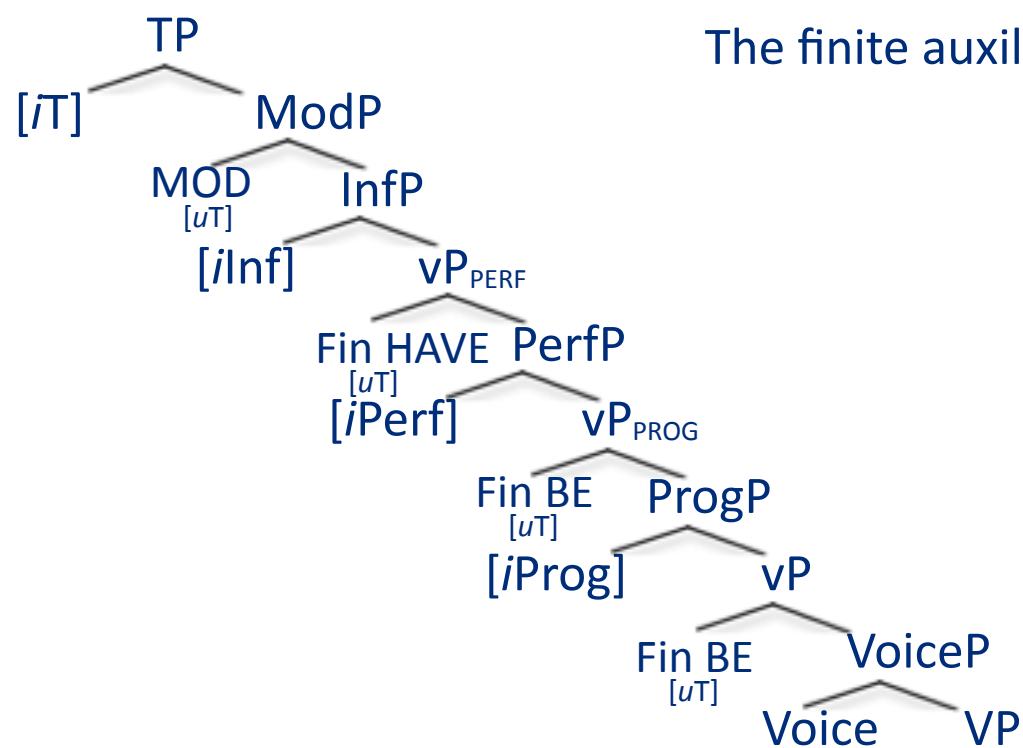 TP
The finite auxil
[iT]
ModP
MOD
[uT]
InfP
[iInf]
vPPERF
Fin HAVE
[uT]
PerfP
[iPerf]
vPPROG
Fin BE
[uT]
ProgP
[iProg]
vP
Fin BE
[uT]
VoiceP
Voice
VP